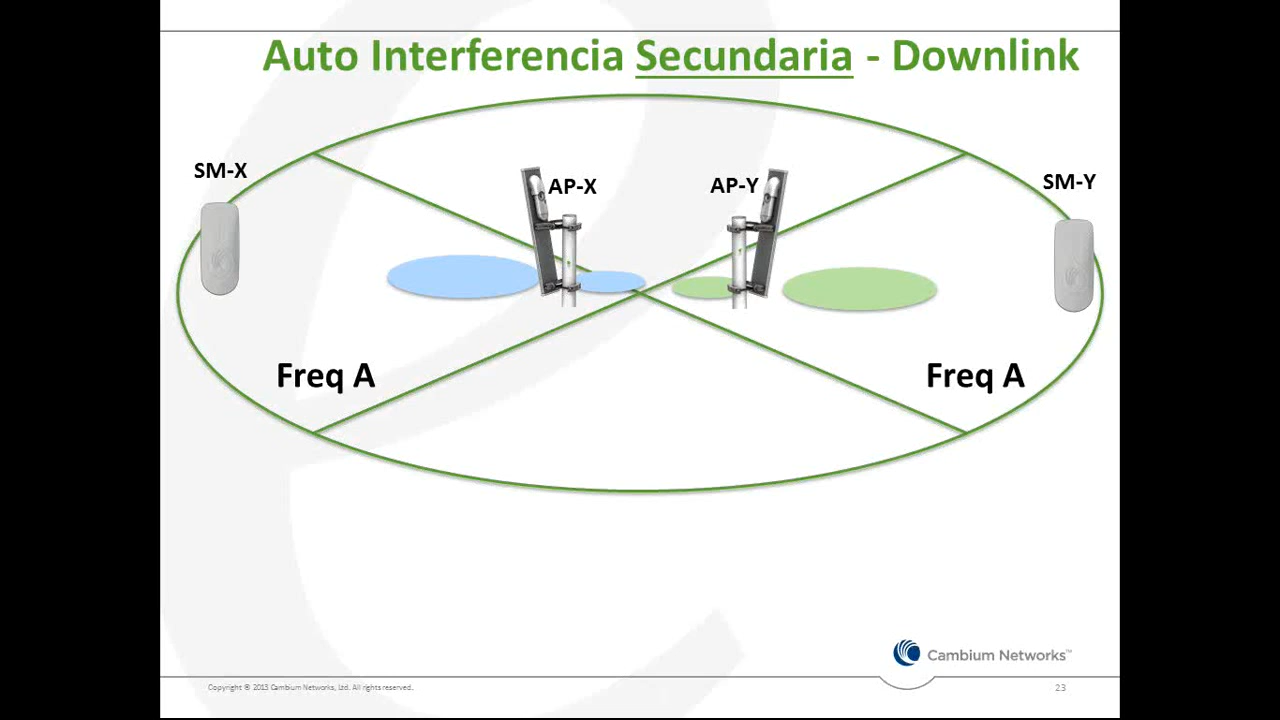 Auto Interferencia Secundaria - Downlink
SM-X
AP-X
AP-Y
SM-Y
Freq A
Freq A
Cambium Networks™
Copyright © 2013 Cambium Networks, Ltd. All rights reserved.
23